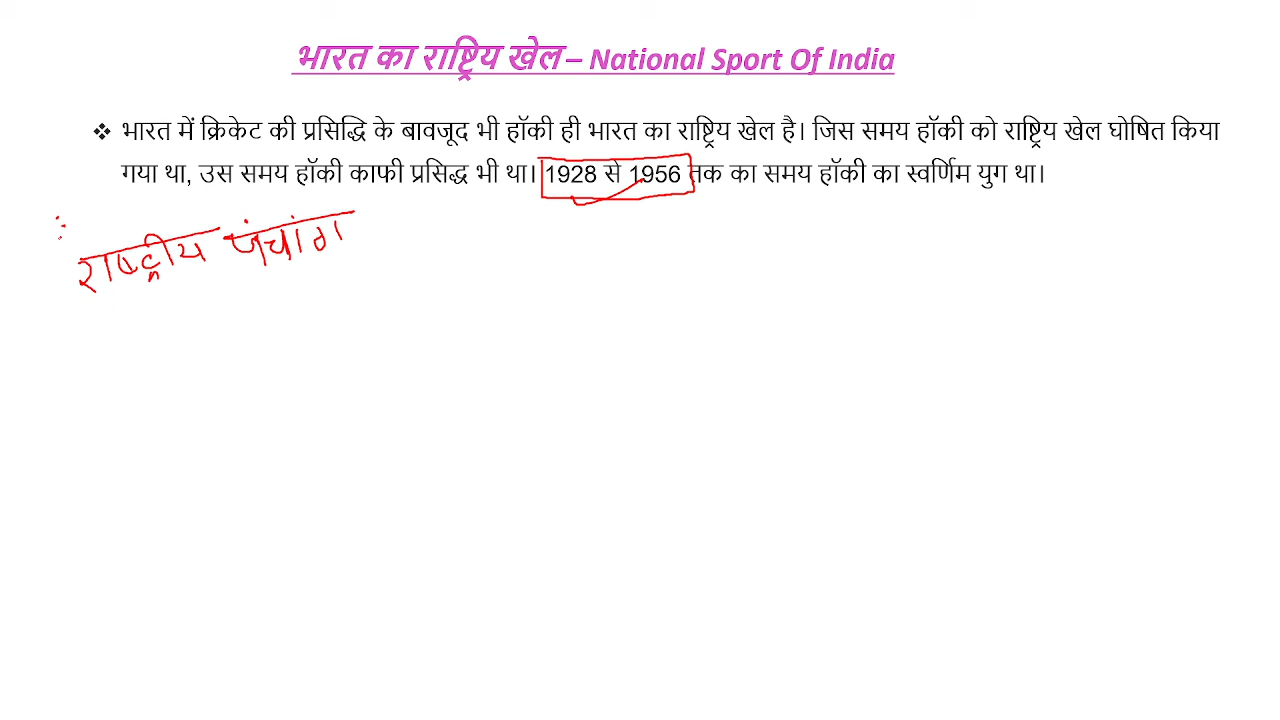 भारत का राष्ट्रिय खेल – National Sport Of India
❖ भारत में क्रिकेट की प्रसिद्धि के बावजूद भी हॉकी ही भारत का राष्ट्रिय खेल है। जिस समय हॉकी को राष्ट्रिय खेल घोषित किया
गया था, उस समय हॉकी काफी प्रसिद्ध भी था। 1928 से 1956 तक का समय हॉकी का स्वर्णिम युग था।
राष्ट्रीय पंचांग